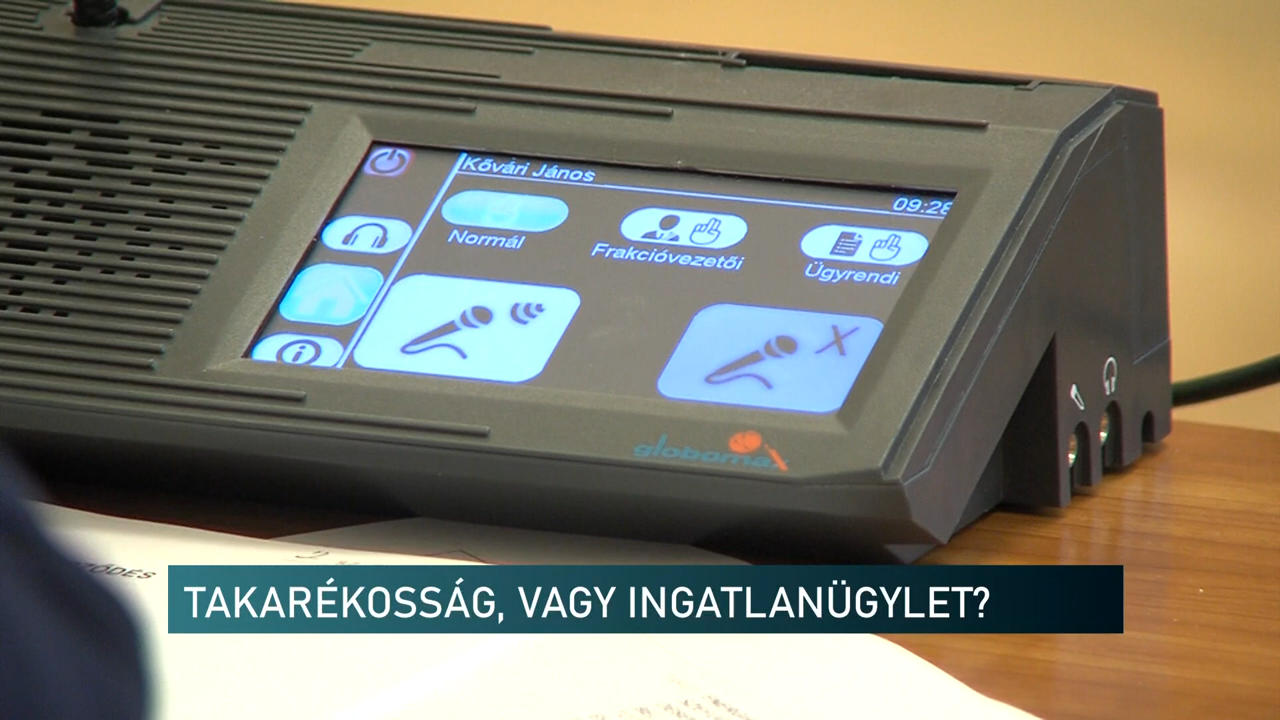 Kővári János
09:28
Normál
Frakcióvezetői
Ügyrendi
X
globomax
TAKARÉKOSSÁG, VAGY INGATLANÜGYLET?